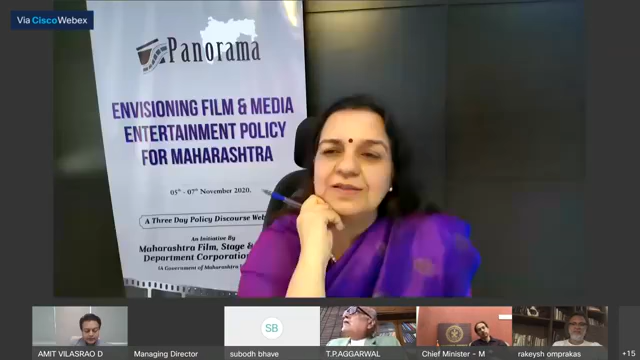 Via CiscoWebex
Panorama
ENVISIONING FILM & MEDIA
ENTERTAINMENT POLICY
FOR MAHARASHTRA
05th - 07th November 2020.
A Three Day Policy Discourse Web
An Initiative By
Maharashtra Film, Stage &
Department Corporation
(A Government of Maharashtra
SB
AMIT VILASRAO D
Managing Director
subodh bhave
T.P.AGGARWAL
Chief Minister - M
rakeysh omprakas
+15